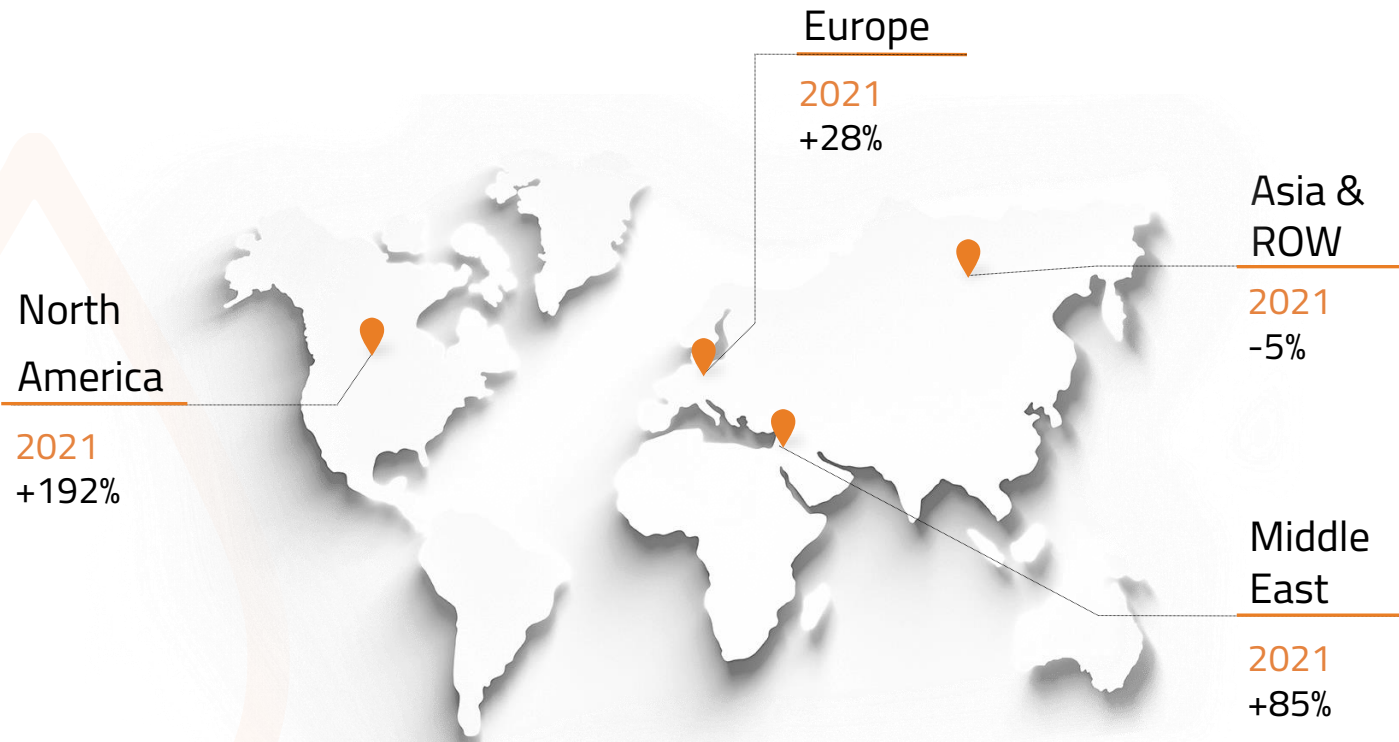 Europe
2021
+28%
Asia &
ROW
2021
-5%
North
America
2021
+192%
Middle
East
2021
+85%